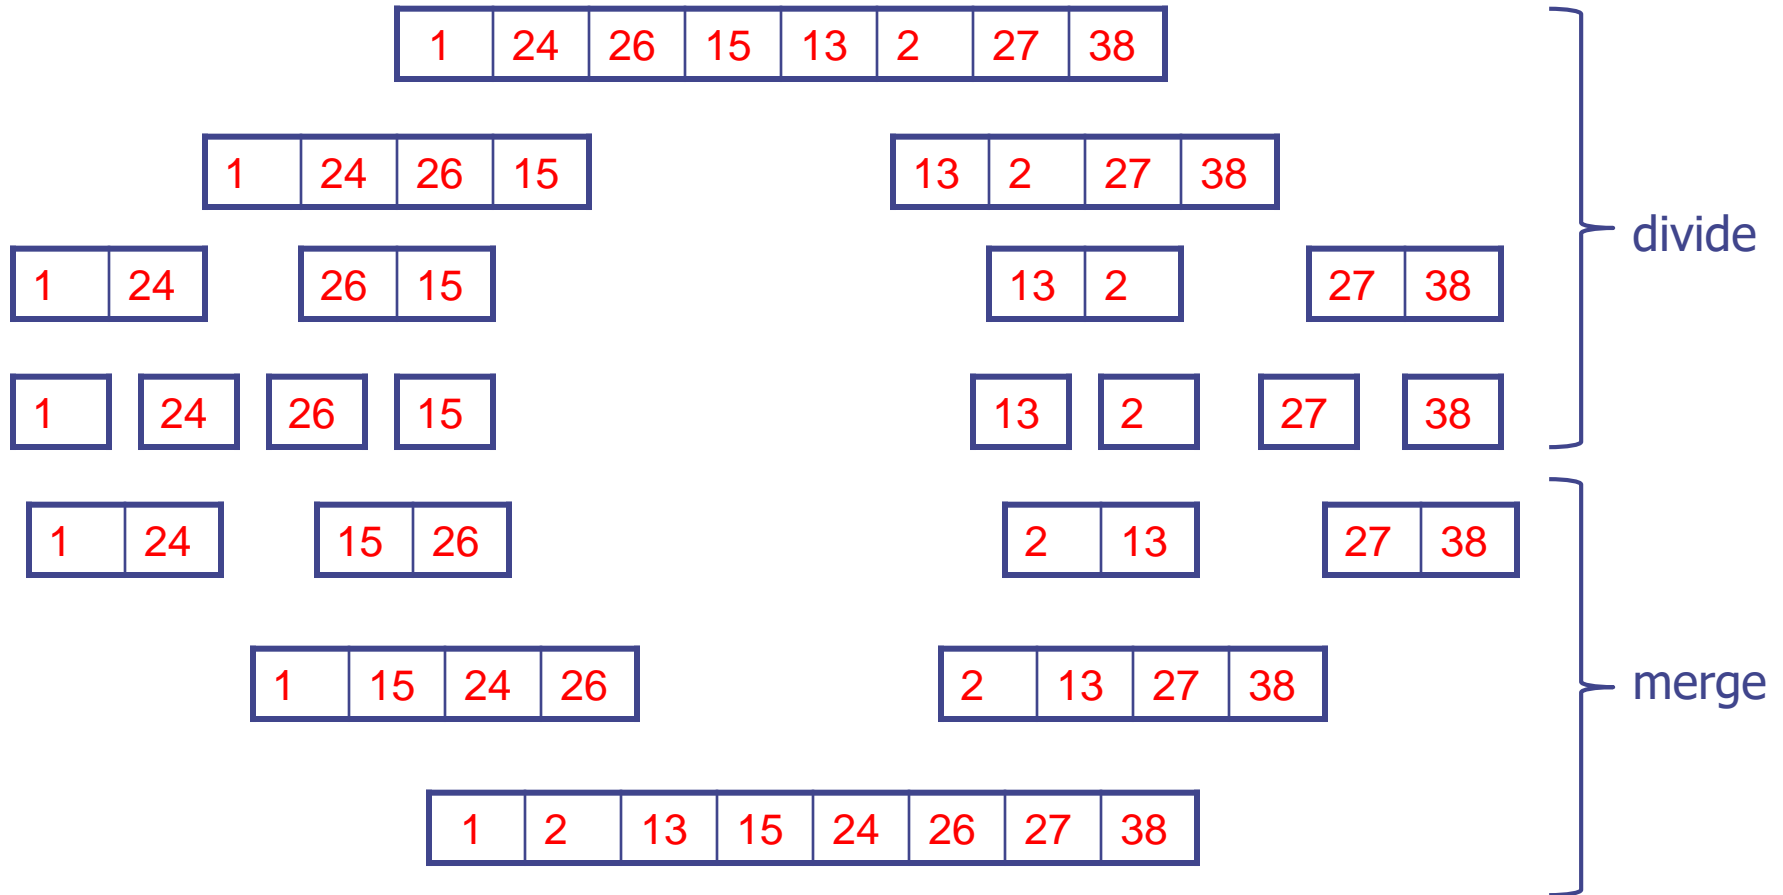 1 24 26 15 13 2 27 38
1 24 26 15 13 2 27 38
divide
1 24 26 15 13 2 27 38
1 24 26 15 13 2 27 38
1 24 15 26 2 13 27 38
1 15 24 26 2 13 27 38
merge
1 2 13 15 24 26 27 38